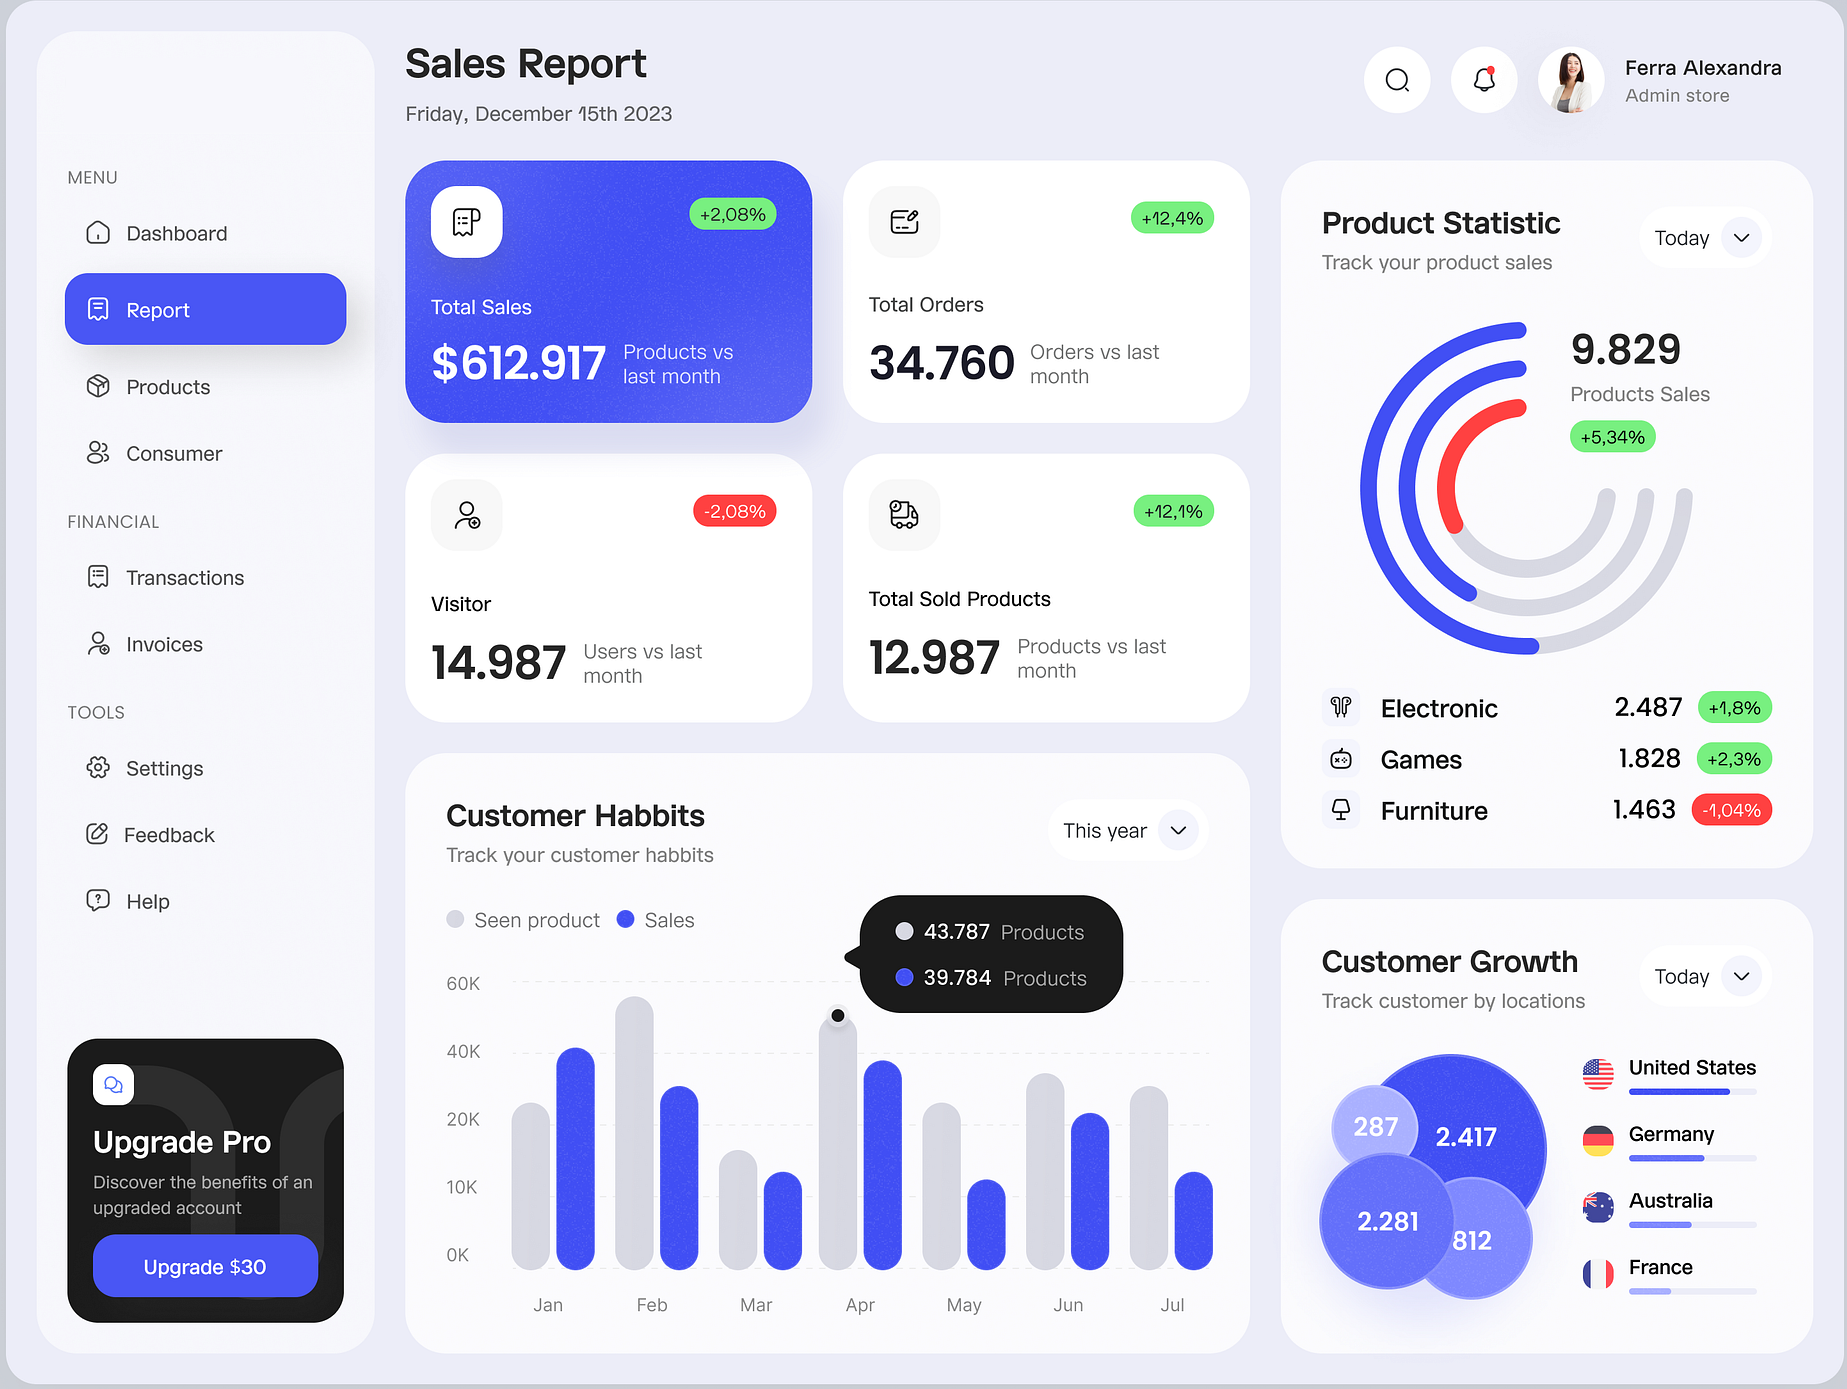 MENU
Dashboard
Report
Products
Consumer
FINANCIAL
Transactions
Invoices
TOOLS
Settings
Feedback
Help
Upgrade Pro
Discover the benefits of an
upgraded account
Upgrade $30
Sales Report
Friday, December 15th 2023
Ferra Alexandra
Admin store
+2,08%
Total Sales
$612.917
Products vs
last month
+12,4%
Total Orders
34.760
Orders vs last
month
-2,08%
Visitor
14.987
Users vs last
month
+12,1%
Total Sold Products
12.987
Products vs last
month
Customer Habbits
Track your customer habbits
This year
Seen product
Sales
43.787 Products
39.784 Products
60K
40K
20K
10K
0K
Jan
Feb
Mar
Apr
May
Jun
Jul
Product Statistic
Track your product sales
Today
9.829
Products Sales
+5,34%
Electronic 2.487 +1,8%
Games 1.828 +2,3%
Furniture 1.463 -1,04%
Customer Growth
Track customer by locations
Today
287
2.417
2.281
812
United States
Germany
Australia
France